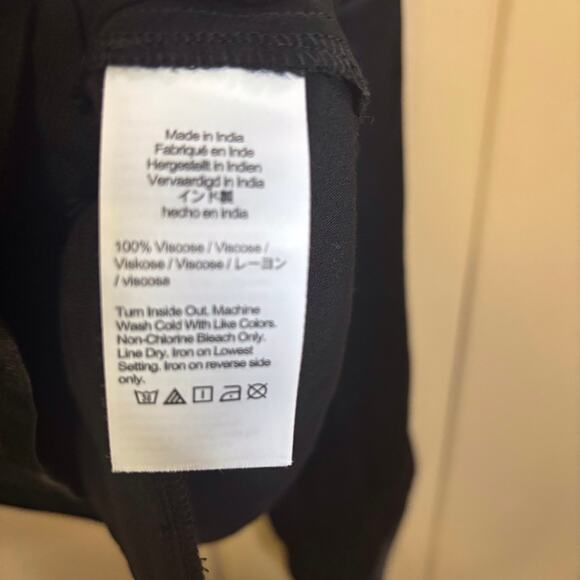 Made in India
Fabriqué en Inde
Hergestellt in Indien
Vervaardigd in India
インド製
hecho en india
100% Viscose / Viscose /
Viskose / Viscose / レーヨン
/ viscosa
Turn Inside Out. Machine
Wash Cold With Like Colors.
Non-Chlorine Bleach Only.
Line Dry. Iron on Lowest
Setting. Iron on reverse side
only.